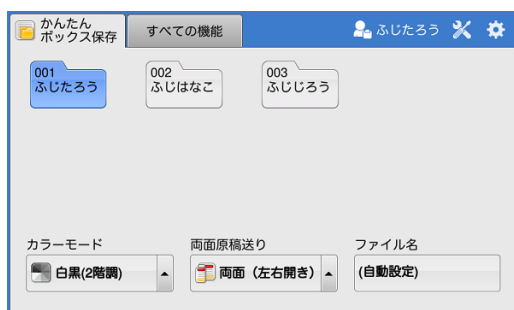 かんたん
ボックス保存
すべての機能
ふじたろう
001
ふじたろう
002
ふじはなこ
003
ふじじろう
カラーモード
両面原稿送り
ファイル名
白黒(2階調)
両面（左右開き）
(自動設定)